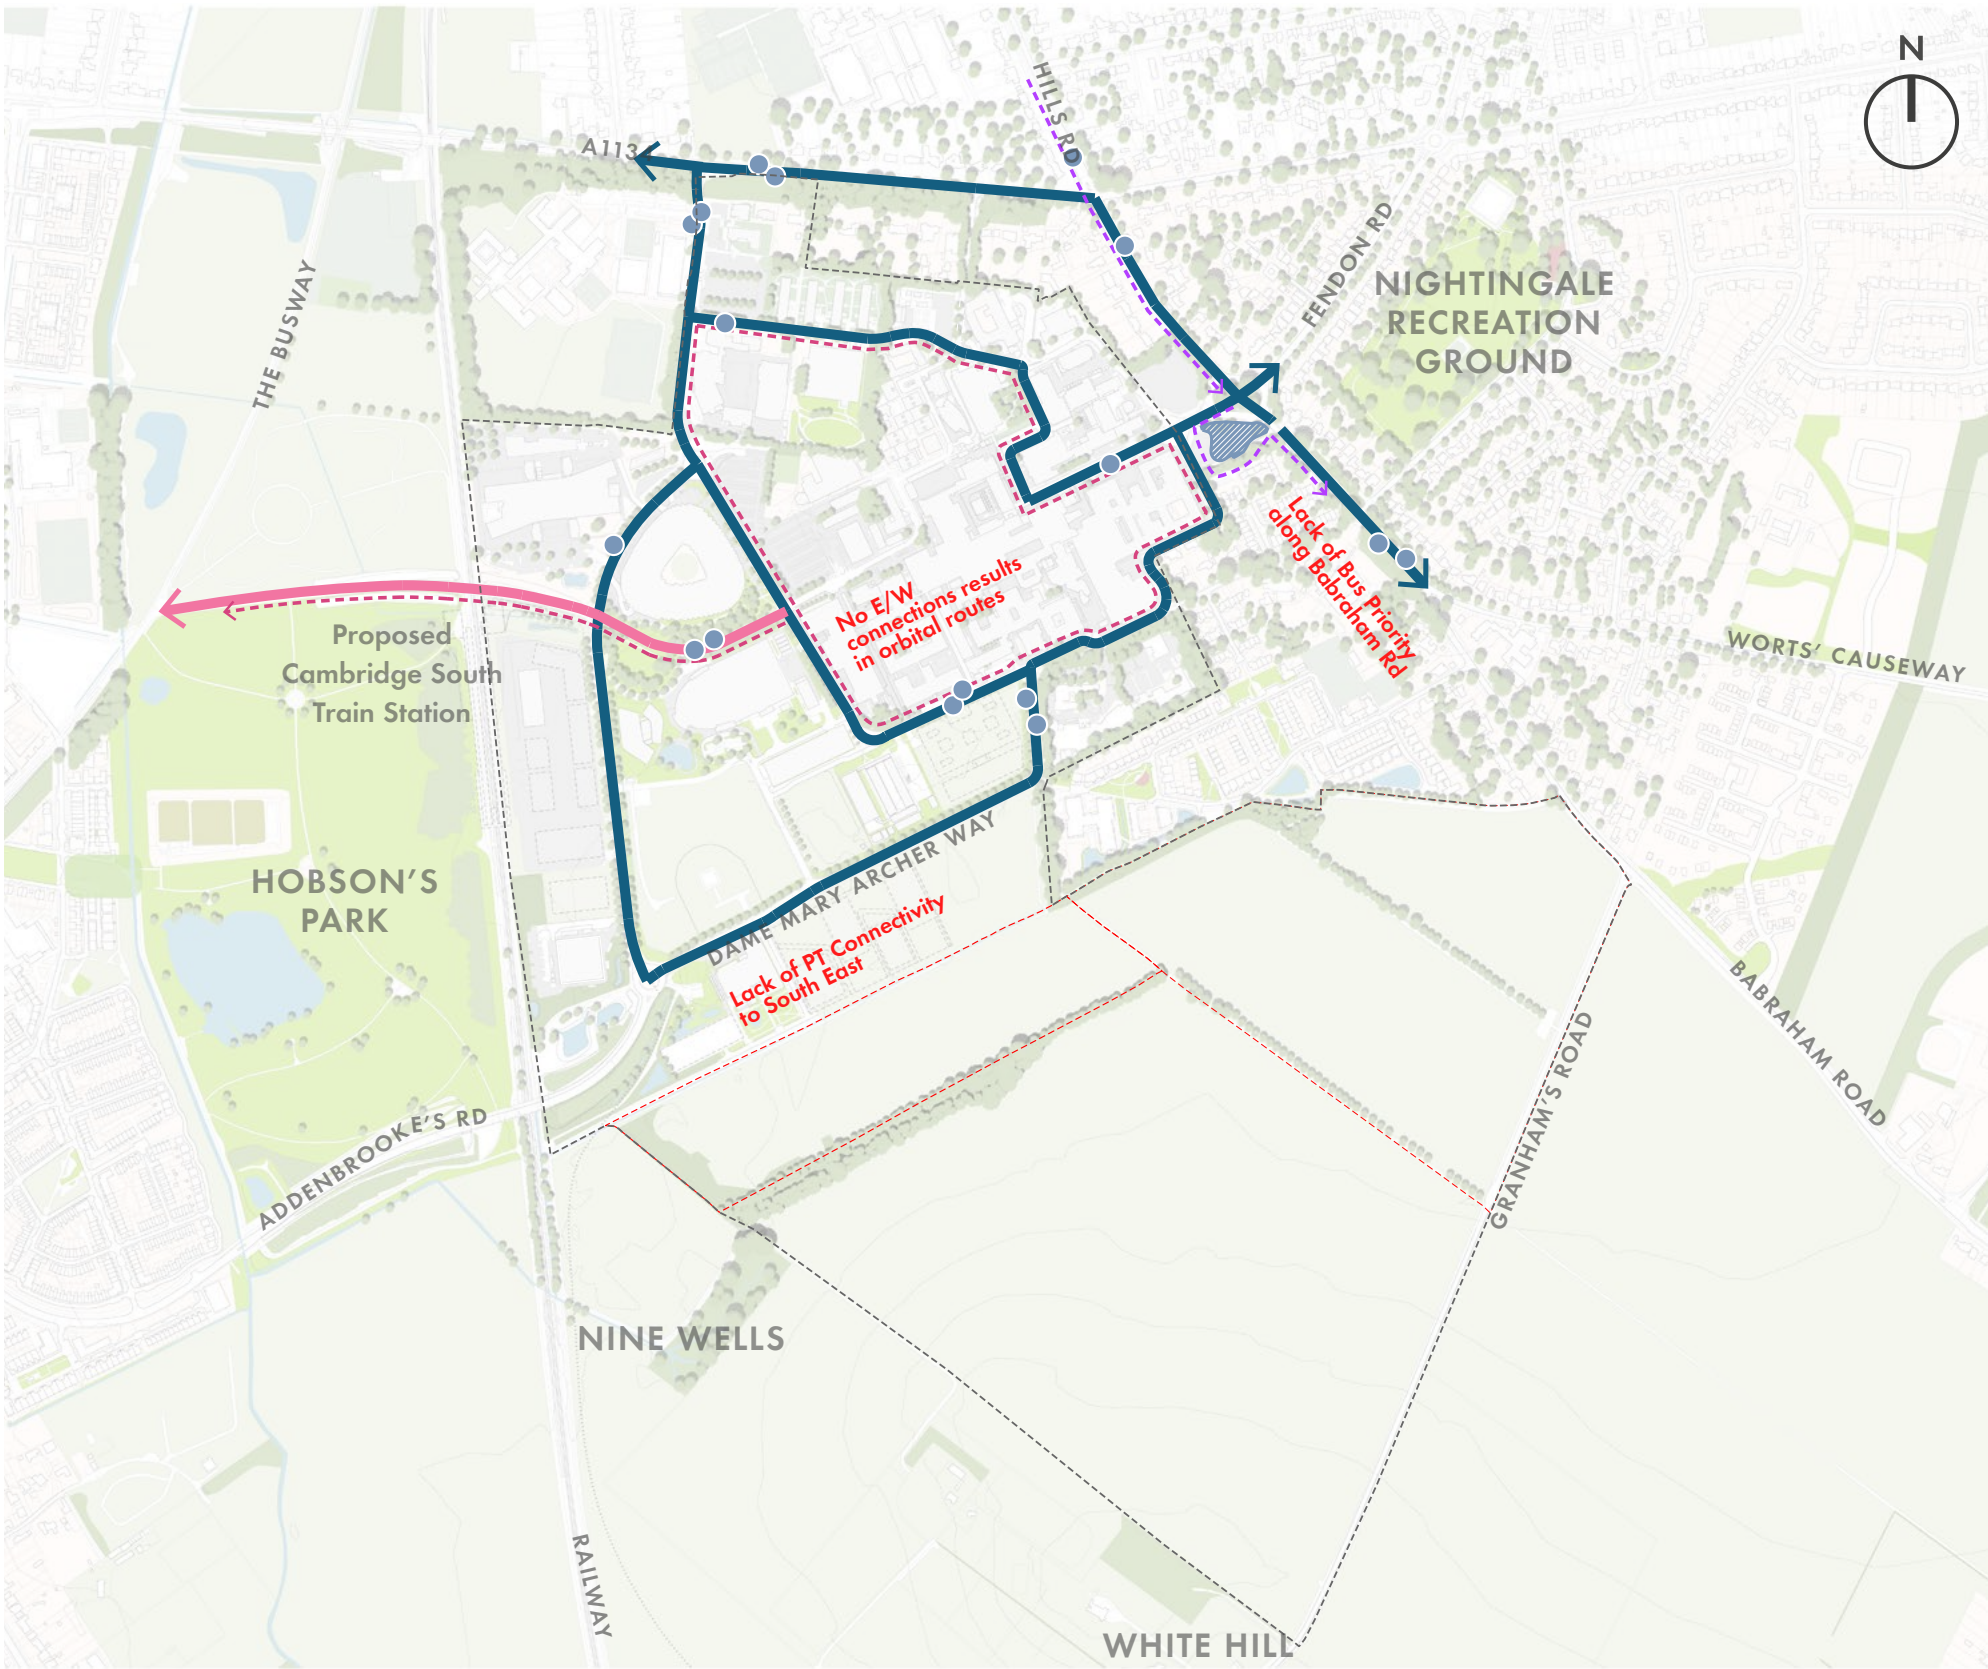 N
HILLS RD
A1134
FENDON RD
NIGHTINGALE
RECREATION
GROUND
THE BUSWAY
Lack of Bus Priority
along Babraham Rd
No E/W
connections results
in orbital routes
Proposed
Cambridge South
Train Station
WORTS' CAUSEWAY
HOBSON'S
PARK
DAME MARY ARCHER WAY
Lack of PT Connectivity
to South East
BABRAHAM ROAD
GRANHAM'S ROAD
ADDENBROOKE'S RD
NINE WELLS
RAILWAY
WHITE HILL